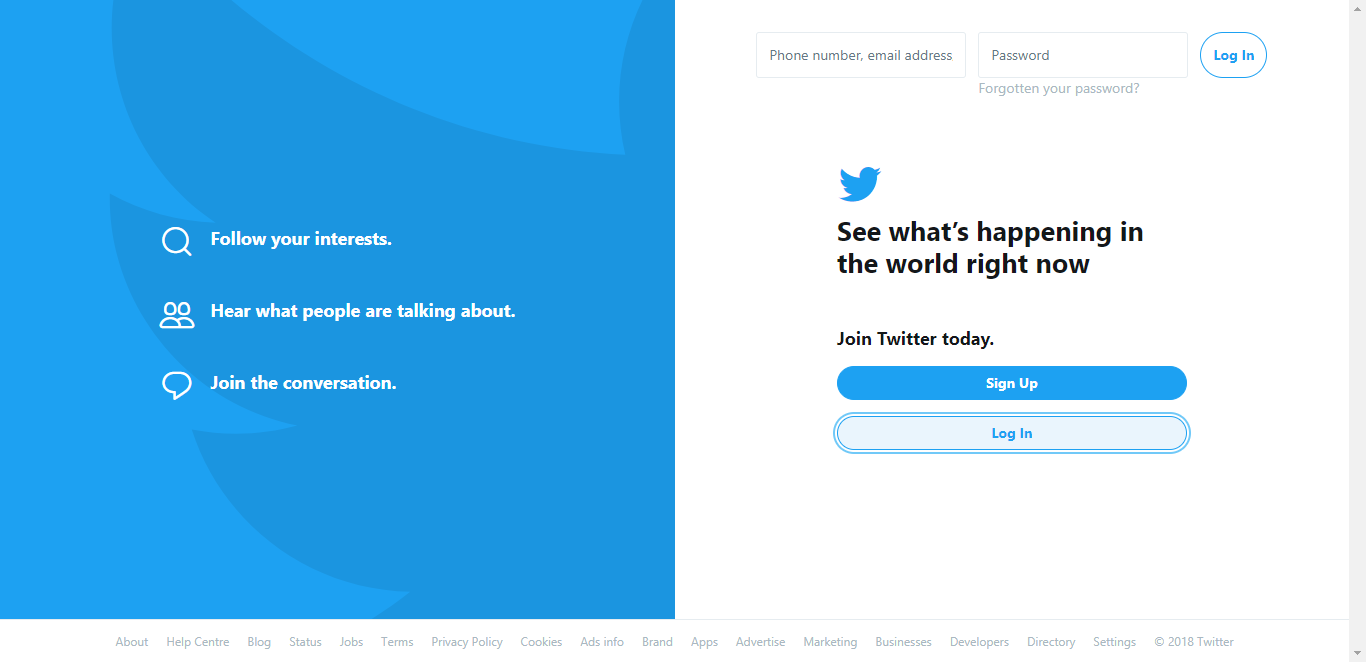 Phone number, email address
Password
Log In
Forgotten your password?
Follow your interests.
Hear what people are talking about.
Join the conversation.
See what’s happening in
the world right now
Join Twitter today.
Sign Up
Log In
About Help Centre Blog Status Jobs Terms Privacy Policy Cookies Ads info Brand Apps Advertise Marketing Businesses Developers Directory Settings © 2018 Twitter